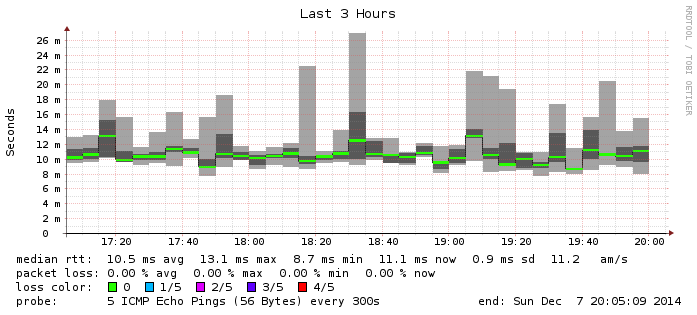 Last 3 Hours
RRDTOOL / TOBI OETIKER
Seconds
26 m
24 m
22 m
20 m
18 m
16 m
14 m
12 m
10 m
8 m
6 m
4 m
2 m
0
17:20 17:40 18:00 18:20 18:40 19:00 19:20 19:40 20:00
median rtt: 10.5 ms avg 13.1 ms max 8.7 ms min 11.1 ms now 0.9 ms sd 11.2 am/s
packet loss: 0.00 % avg 0.00 % max 0.00 % min 0.00 % now
loss color: 0 1/5 2/5 3/5 4/5
probe: 5 ICMP Echo Pings (56 Bytes) every 300s end: Sun Dec 7 20:05:09 2014